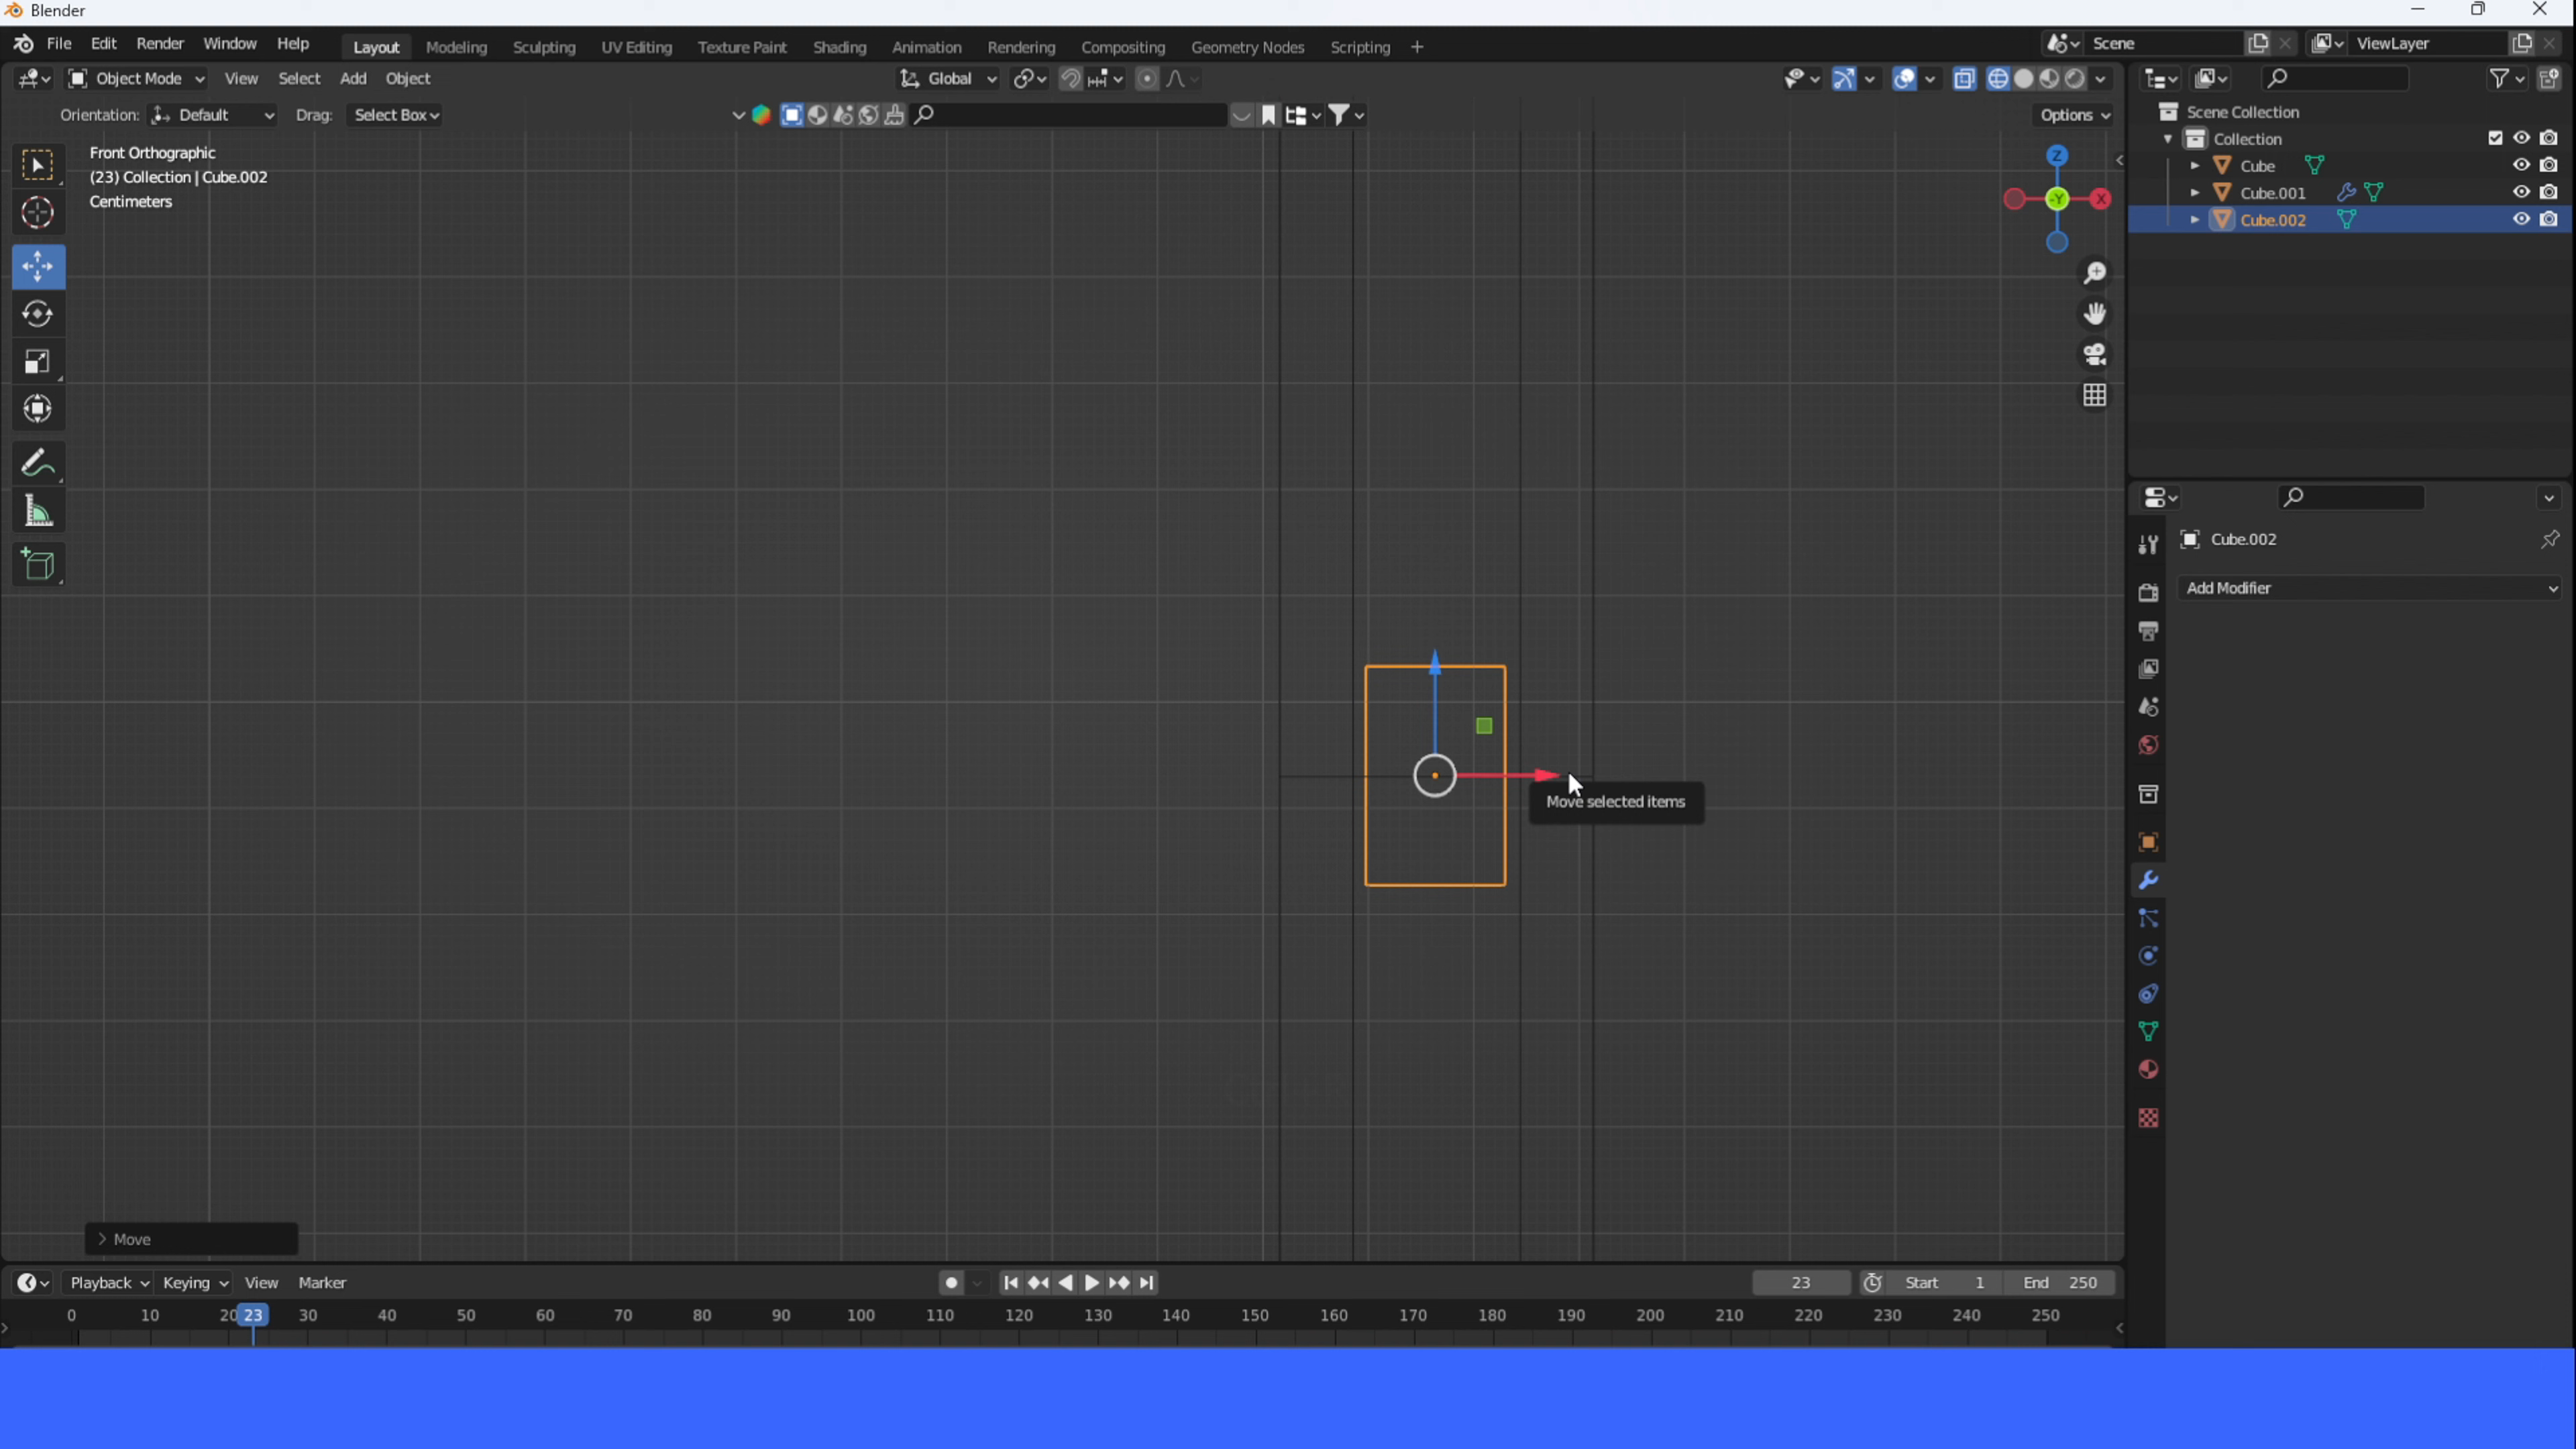 Blender
File Edit Render Window Help Layout Modeling Sculpting UV Editing Texture Paint Shading Animation Rendering Compositing Geometry Nodes Scripting + Scene ViewLayer
Object Mode View Select Add Object Global
Orientation: Default Drag: Select Box Options
Front Orthographic
(23) Collection | Cube.002
Centimeters
Z
-Y
X
Scene Collection
Collection
Cube
Cube.001
Cube.002
Cube.002
Add Modifier
Move selected items
Move
Playback Keying View Marker 23 Start 1 End 250
0 10 20 23 30 40 50 60 70 80 90 100 110 120 130 140 150 160 170 180 190 200 210 220 230 240 250